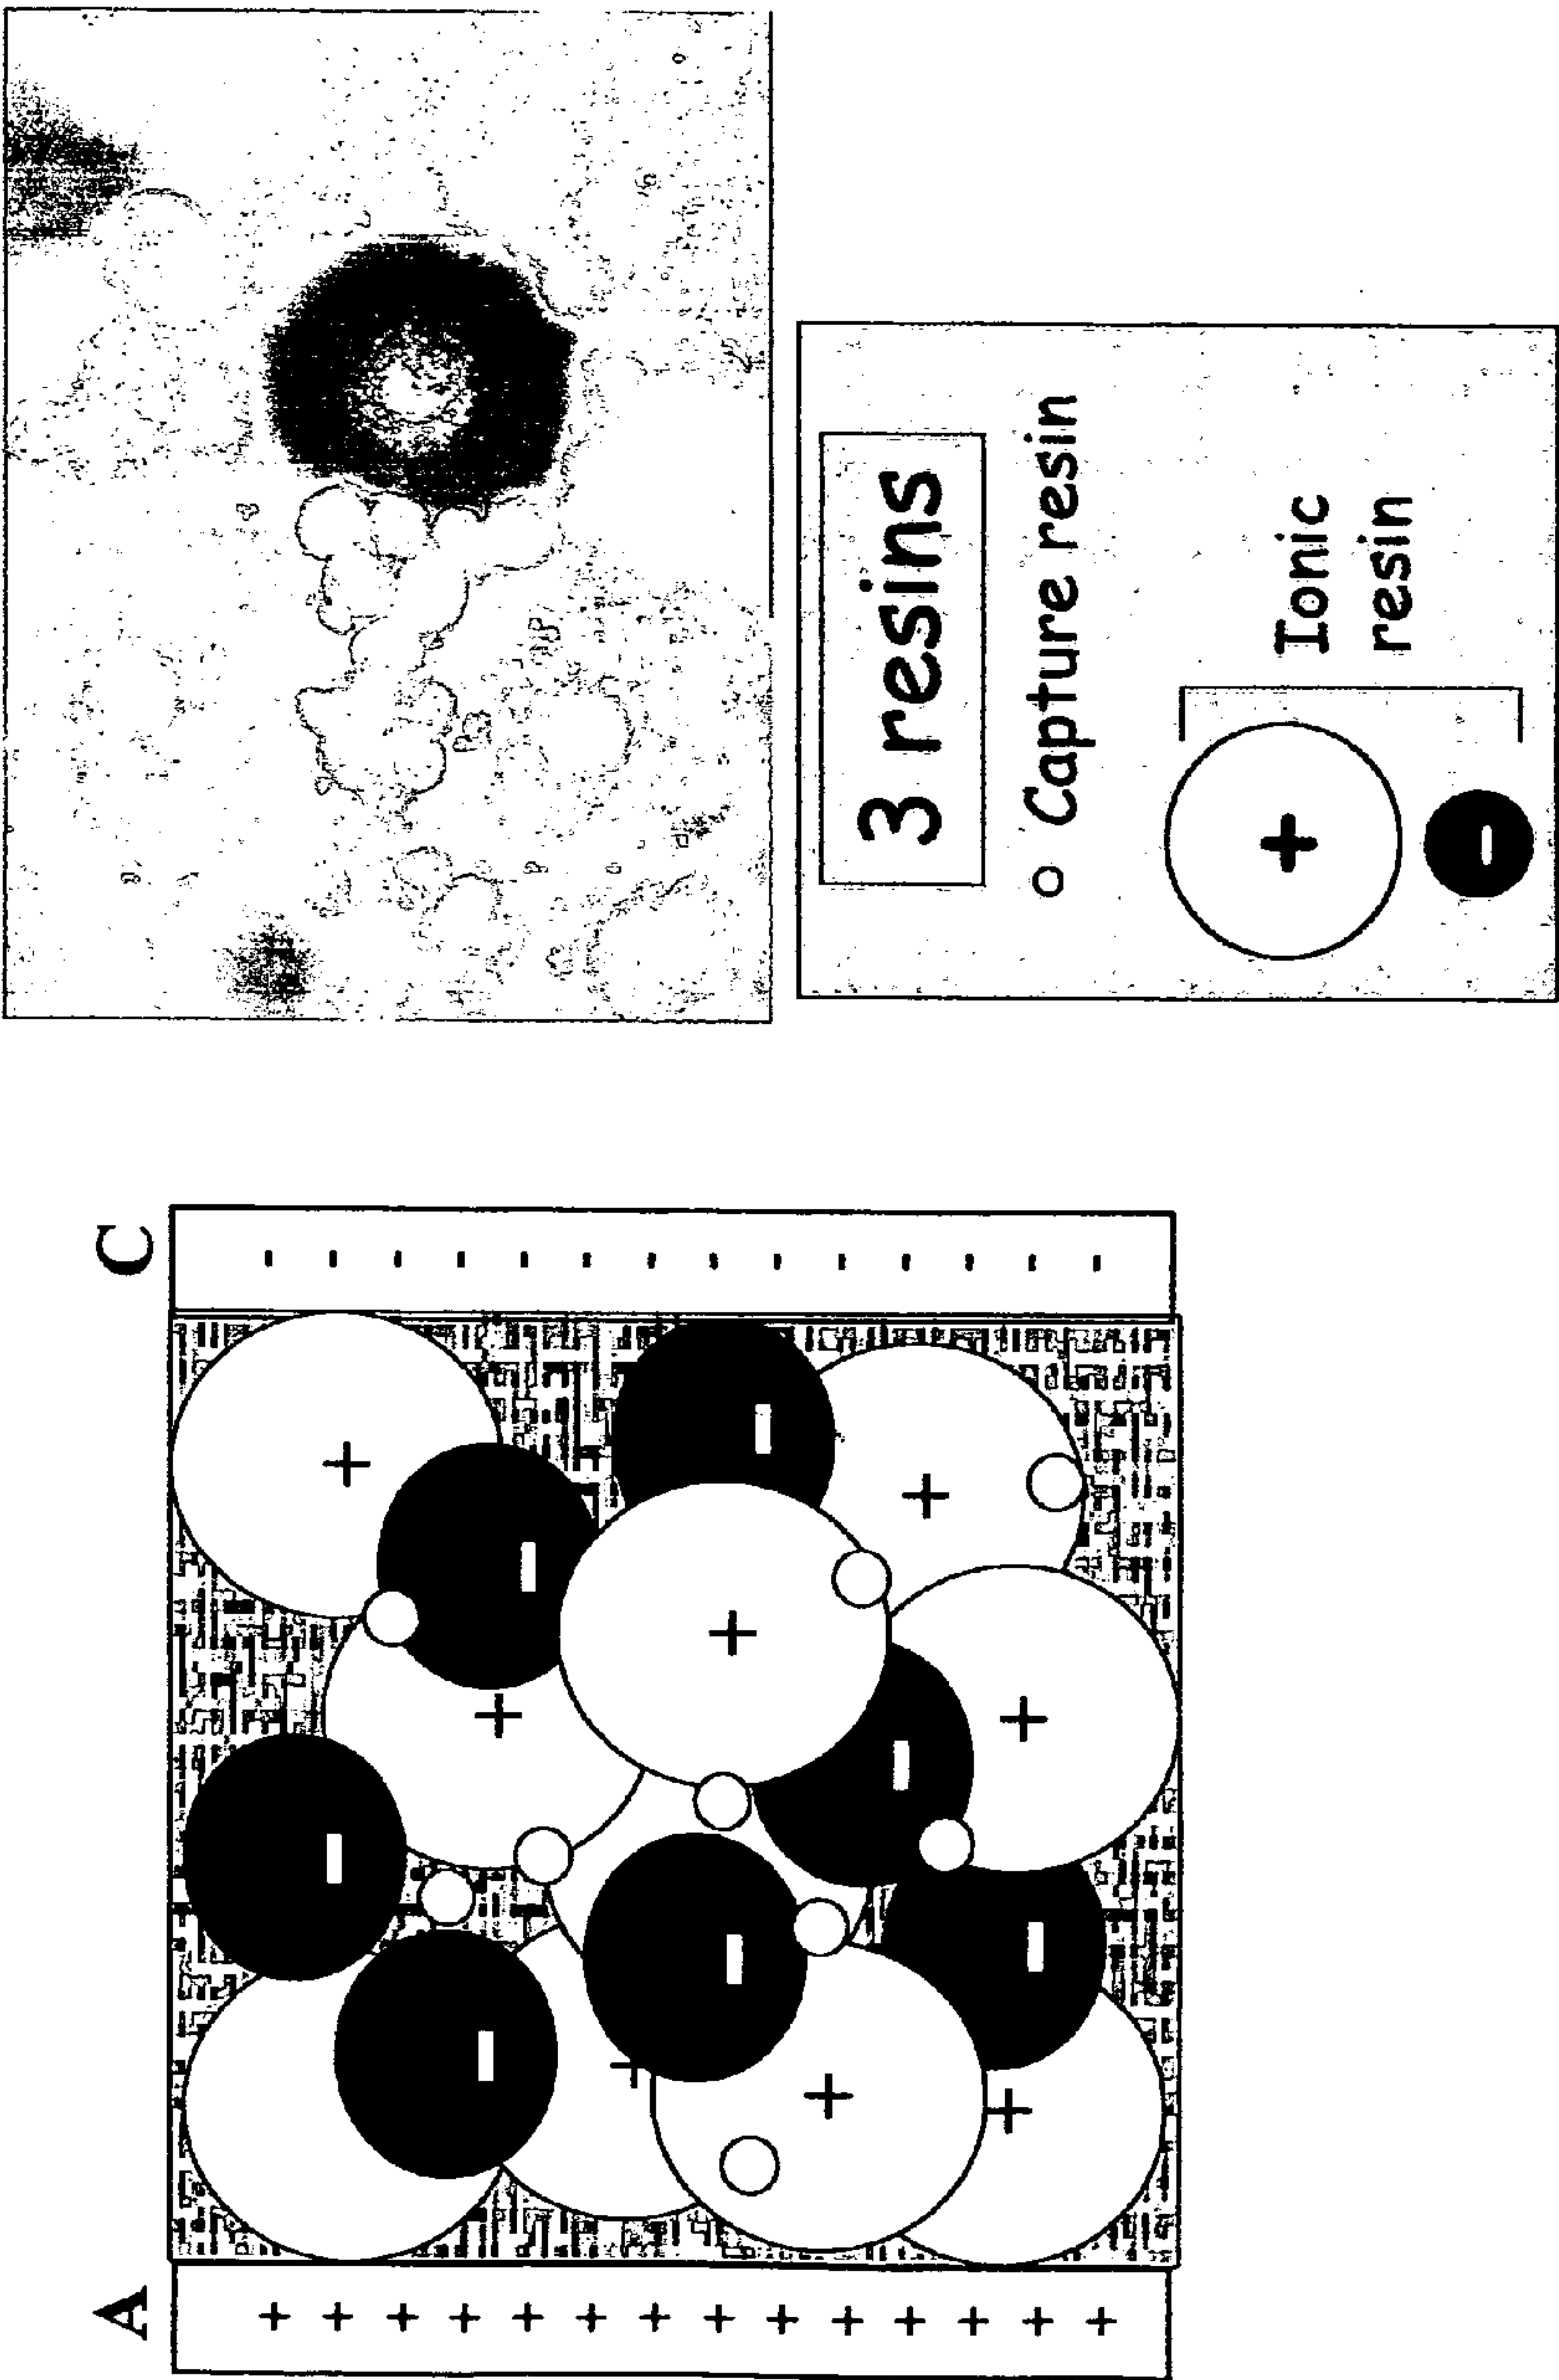 A
C
3 resins
Capture resin
+
-
Ionic
resin